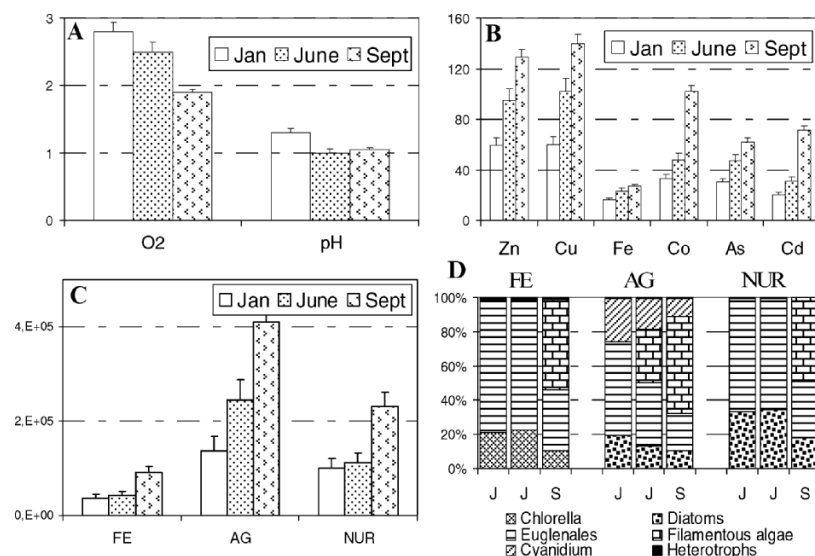 A
Jan June Sept
3
2
1
0
O2 pH
B
Jan June Sept
160
120
80
40
0
Zn Cu Fe Co As Cd
C
Jan June Sept
4,E+05
2,E+05
0,E+00
FE AG NUR
D
FE AG NUR
100%
80%
60%
40%
20%
0%
J J S J J S J J S
Chlorella Diatoms
Euglenales Filamentous algae
Cyanidium Heterotrophs